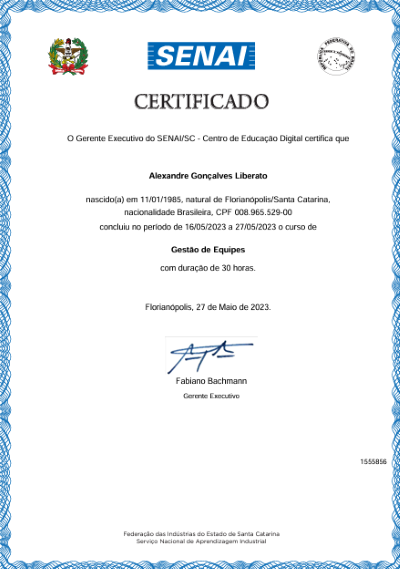 SENAI
CERTIFICADO
O Gerente Executivo do SENAI/SC - Centro de Educação Digital certifica que
Alexandre Gonçalves Liberato
nascido(a) em 11/01/1985, natural de Florianópolis/Santa Catarina,
nacionalidade Brasileira, CPF 008.965.529-00
concluiu no período de 16/05/2023 a 27/05/2023 o curso de
Gestão de Equipes
com duração de 30 horas.
Florianópolis, 27 de Maio de 2023.
Fabiano Bachmann
Gerente Executivo
1555856
Federação das Indústrias do Estado de Santa Catarina
Serviço Nacional de Aprendizagem Industrial